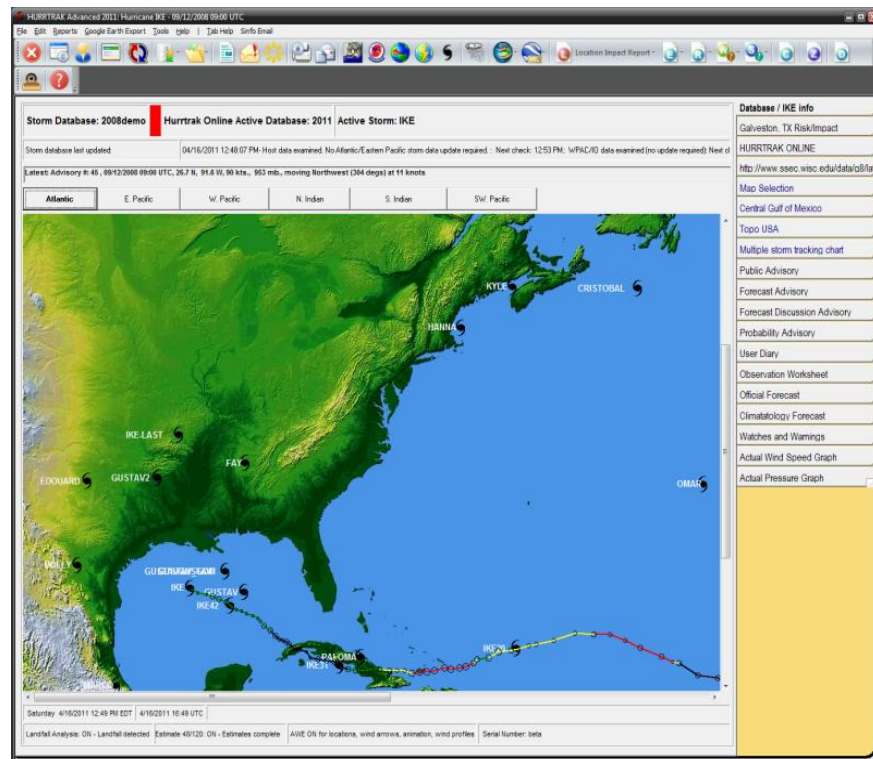 HURRTRAK Advanced 2011: Hurricane IKE - 09/12/2008 09:00 UTC
File Edit Reports Google Earth Export Tools Help | Tab Help Sinfo Email
Location Impact Report -
Storm Database: 2008demo Hurrtrak Online Active Database: 2011 Active Storm: IKE
Storm database last updated: 04/16/2011 12:48:07 PM- Host data examined. No Atlantic/Eastern Pacific storm data update required. : Next check: 12:53 PM; WPAC/IO data examined (no update required); Next cl
Latest: Advisory #: 45 , 09/12/2008 09:00 UTC, 26.7 N, 91.6 W, 90 kts., 953 mb., moving Northwest (304 degs) at 11 knots
Atlantic E. Pacific W. Pacific N. Indian S. Indian SW. Pacific
KYLE
CRISTOBAL
HANNA
IKE-LAST
FAY
EDOUARD
GUSTAV2
OMAR
DOLLY
IKE
GUSTAV
IKE42
IKE20
PALOMA
IKE31
MARCO
Saturday 4/16/2011 12:49 PM EDT 4/16/2011 16:49 UTC
Landfall Analysis: ON - Landfall detected Estimate 48/120: ON - Estimates complete AWE ON for locations, wind arrows, animation, wind profiles Serial Number: beta
Database / IKE info
Galveston, TX Risk/Impact
HURRTRAK ONLINE
http://www.ssec.wisc.edu/data/g8/la
Map Selection
Central Gulf of Mexico
Topo USA
Multiple storm tracking chart
Public Advisory
Forecast Advisory
Forecast Discussion Advisory
Probability Advisory
User Diary
Observation Worksheet
Official Forecast
Climatatology Forecast
Watches and Warnings
Actual Wind Speed Graph
Actual Pressure Graph